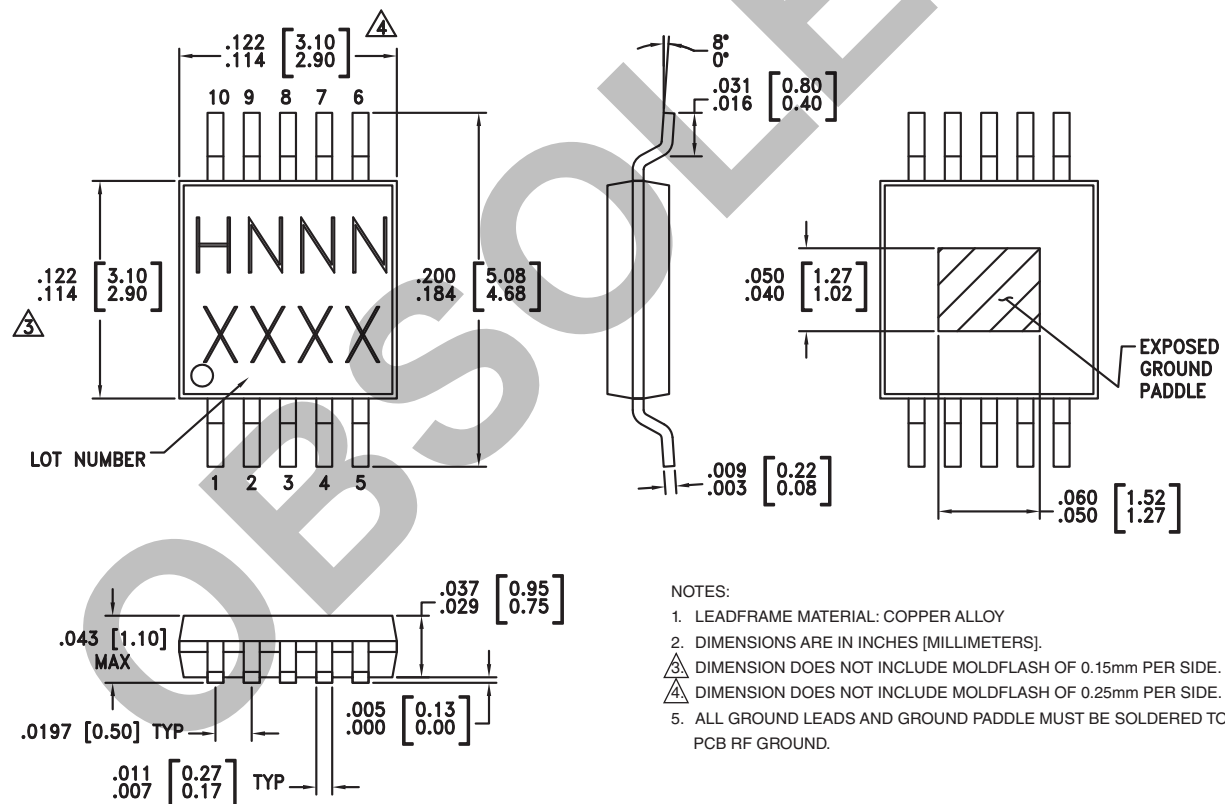 .122 [3.10]
.114 [2.90]
4
10 9 8 7 6
HNNN
XXXX
.122 [3.10]
.114 [2.90]
3
.200 [5.08]
.184 [4.68]
LOT NUMBER
1 2 3 4 5
8°
0°
.031 [0.80]
.016 [0.40]
.009 [0.22]
.003 [0.08]
.050 [1.27]
.040 [1.02]
EXPOSED
GROUND
PADDLE
.060 [1.52]
.050 [1.27]
.037 [0.95]
.029 [0.75]
.043 [1.10]
MAX
.005 [0.13]
.000 [0.00]
.0197 [0.50] TYP
.011 [0.27]
.007 [0.17]
TYP
NOTES:
1. LEADFRAME MATERIAL: COPPER ALLOY
2. DIMENSIONS ARE IN INCHES [MILLIMETERS].
3. DIMENSION DOES NOT INCLUDE MOLDFLASH OF 0.15mm PER SIDE.
4. DIMENSION DOES NOT INCLUDE MOLDFLASH OF 0.25mm PER SIDE.
5. ALL GROUND LEADS AND GROUND PADDLE MUST BE SOLDERED TO
PCB RF GROUND.
OBSOLE